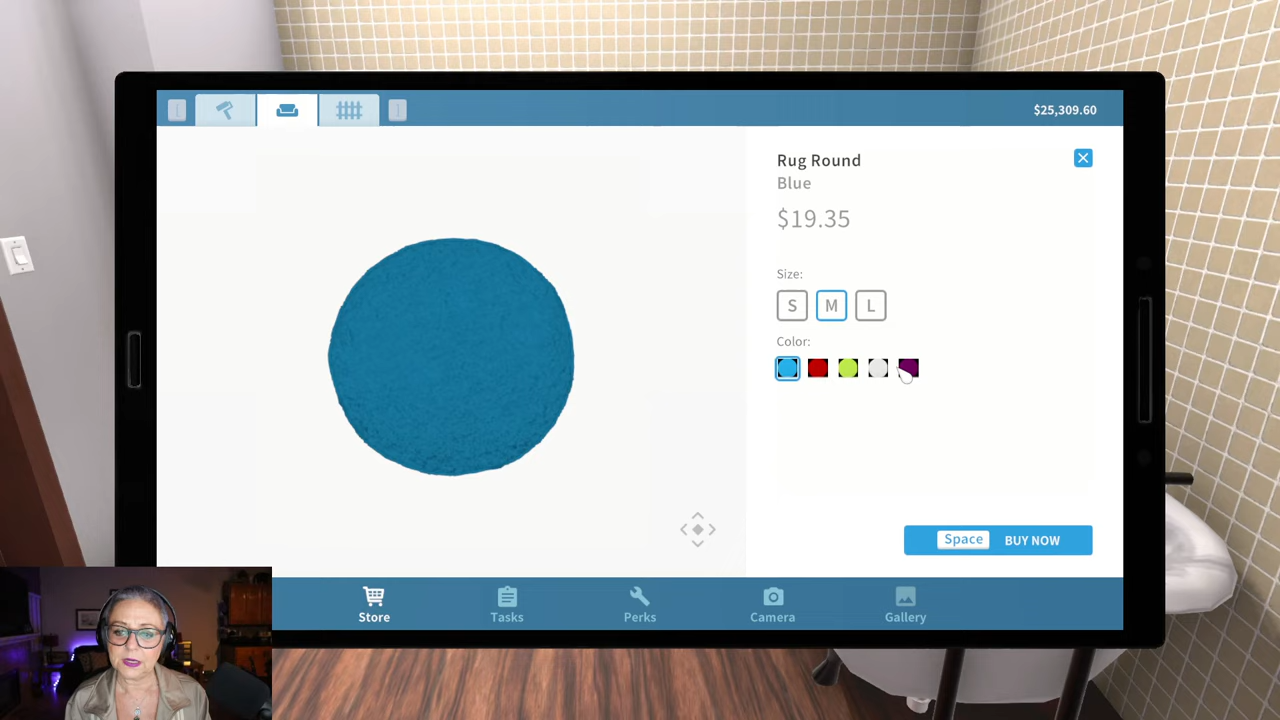 $25,309.60
Rug Round
Blue
$19.35
Size:
S M L
Color:
Space BUY NOW
Store Tasks Perks Camera Gallery